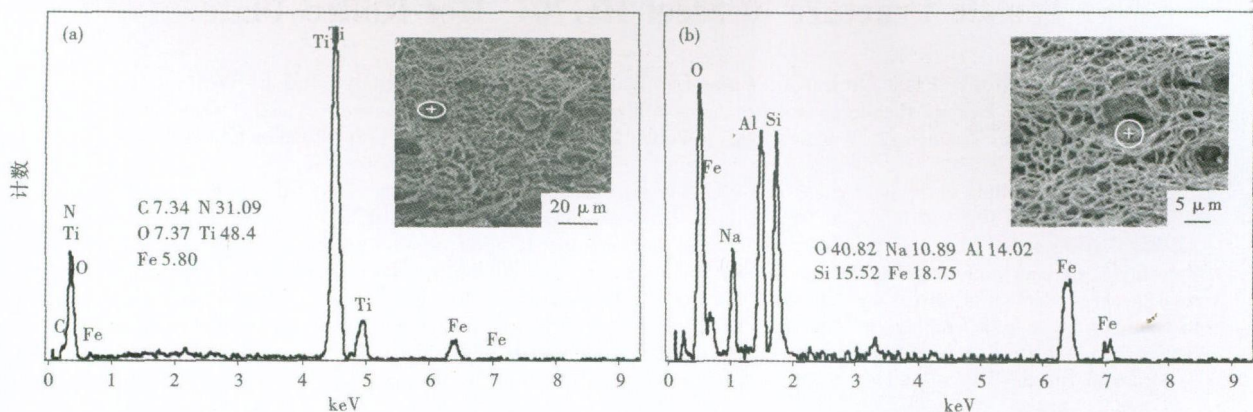 (a)
Ti Ti
N
Ti
O
C
Fe
C 7.34 N 31.09
O 7.37 Ti 48.4
Fe 5.80
Ti
Fe
Fe
20 μm
计数
0 1 2 3 4 5 6 7 8 9
keV
(b)
O
Fe
Na
Al
Si
O 40.82 Na 10.89 Al 14.02
Si 15.52 Fe 18.75
Fe
Fe
5 μm
0 1 2 3 4 5 6 7 8 9
keV